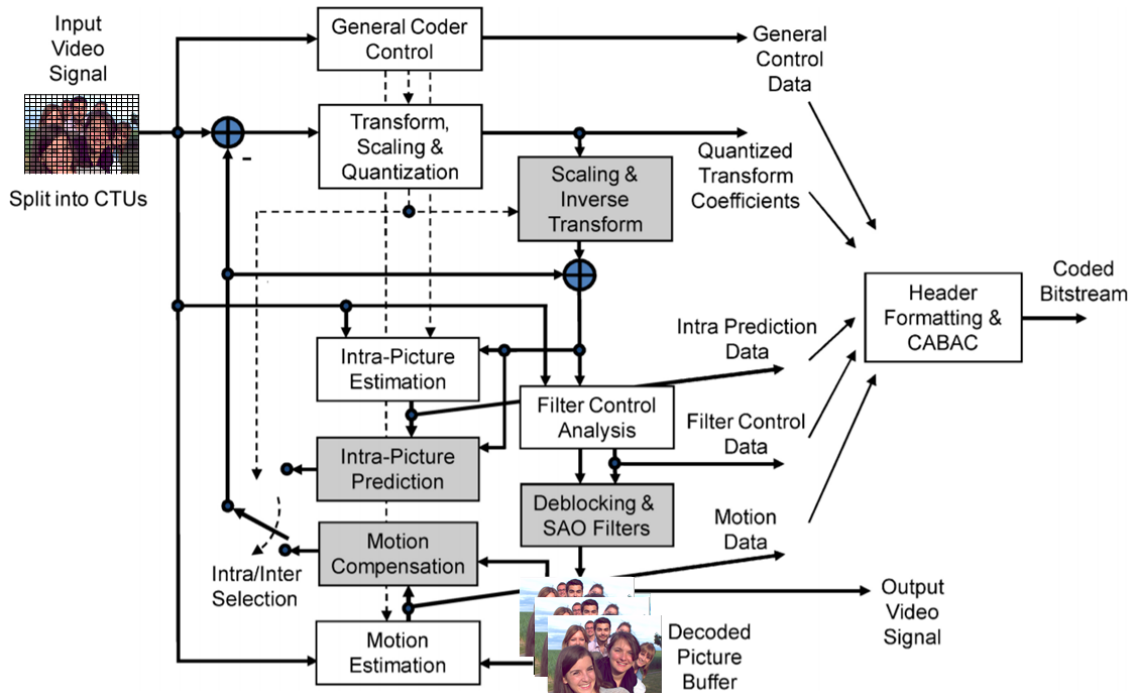 Input
Video
Signal
Split into CTUs
General Coder
Control
General
Control
Data
Transform,
Scaling &
Quantization
-
Quantized
Transform
Coefficients
Scaling &
Inverse
Transform
Header
Formatting &
CABAC
Coded
Bitstream
Intra-Picture
Estimation
Intra Prediction
Data
Filter Control
Analysis
Filter Control
Data
Intra-Picture
Prediction
Deblocking &
SAO Filters
Motion
Compensation
Motion
Data
Intra/Inter
Selection
Motion
Estimation
Decoded
Picture
Buffer
Output
Video
Signal